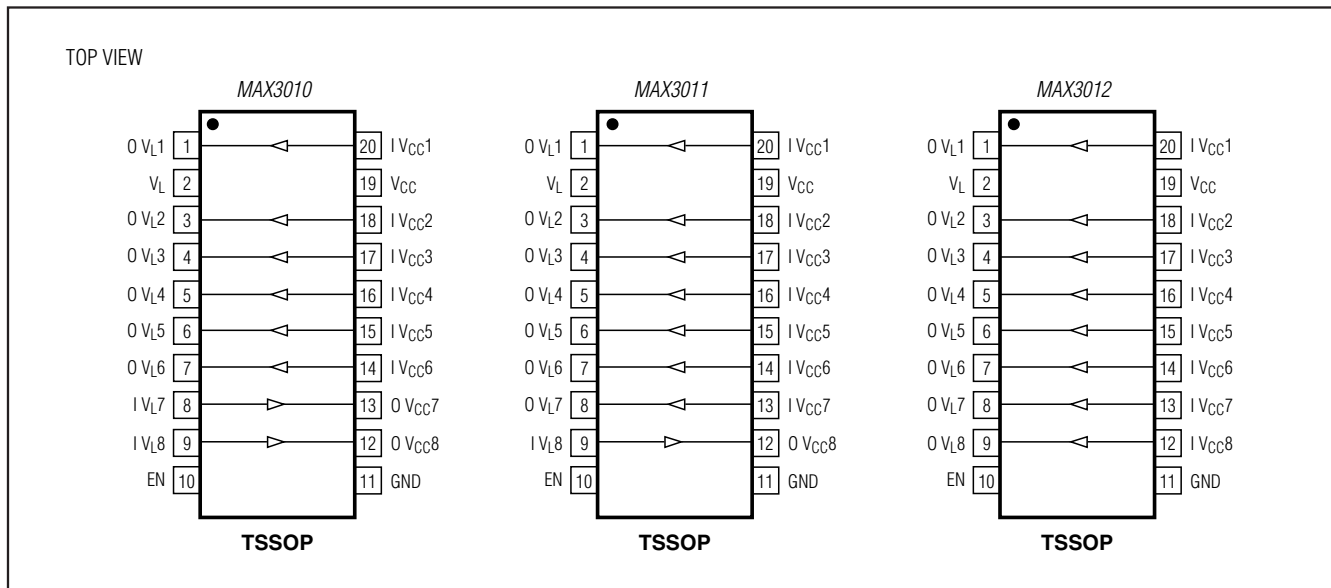 TOP VIEW
MAX3010 MAX3011 MAX3012
O VL1 1 20 I VCC1 O VL1 1 20 I VCC1 O VL1 1 20 I VCC1
VL 2 19 VCC VL 2 19 VCC VL 2 19 VCC
O VL2 3 18 I VCC2 O VL2 3 18 I VCC2 O VL2 3 18 I VCC2
O VL3 4 17 I VCC3 O VL3 4 17 I VCC3 O VL3 4 17 I VCC3
O VL4 5 16 I VCC4 O VL4 5 16 I VCC4 O VL4 5 16 I VCC4
O VL5 6 15 I VCC5 O VL5 6 15 I VCC5 O VL5 6 15 I VCC5
O VL6 7 14 I VCC6 O VL6 7 14 I VCC6 O VL6 7 14 I VCC6
I VL7 8 13 O VCC7 O VL7 8 13 I VCC7 O VL7 8 13 I VCC7
I VL8 9 12 O VCC8 I VL8 9 12 O VCC8 O VL8 9 12 I VCC8
EN 10 11 GND EN 10 11 GND EN 10 11 GND
TSSOP TSSOP TSSOP